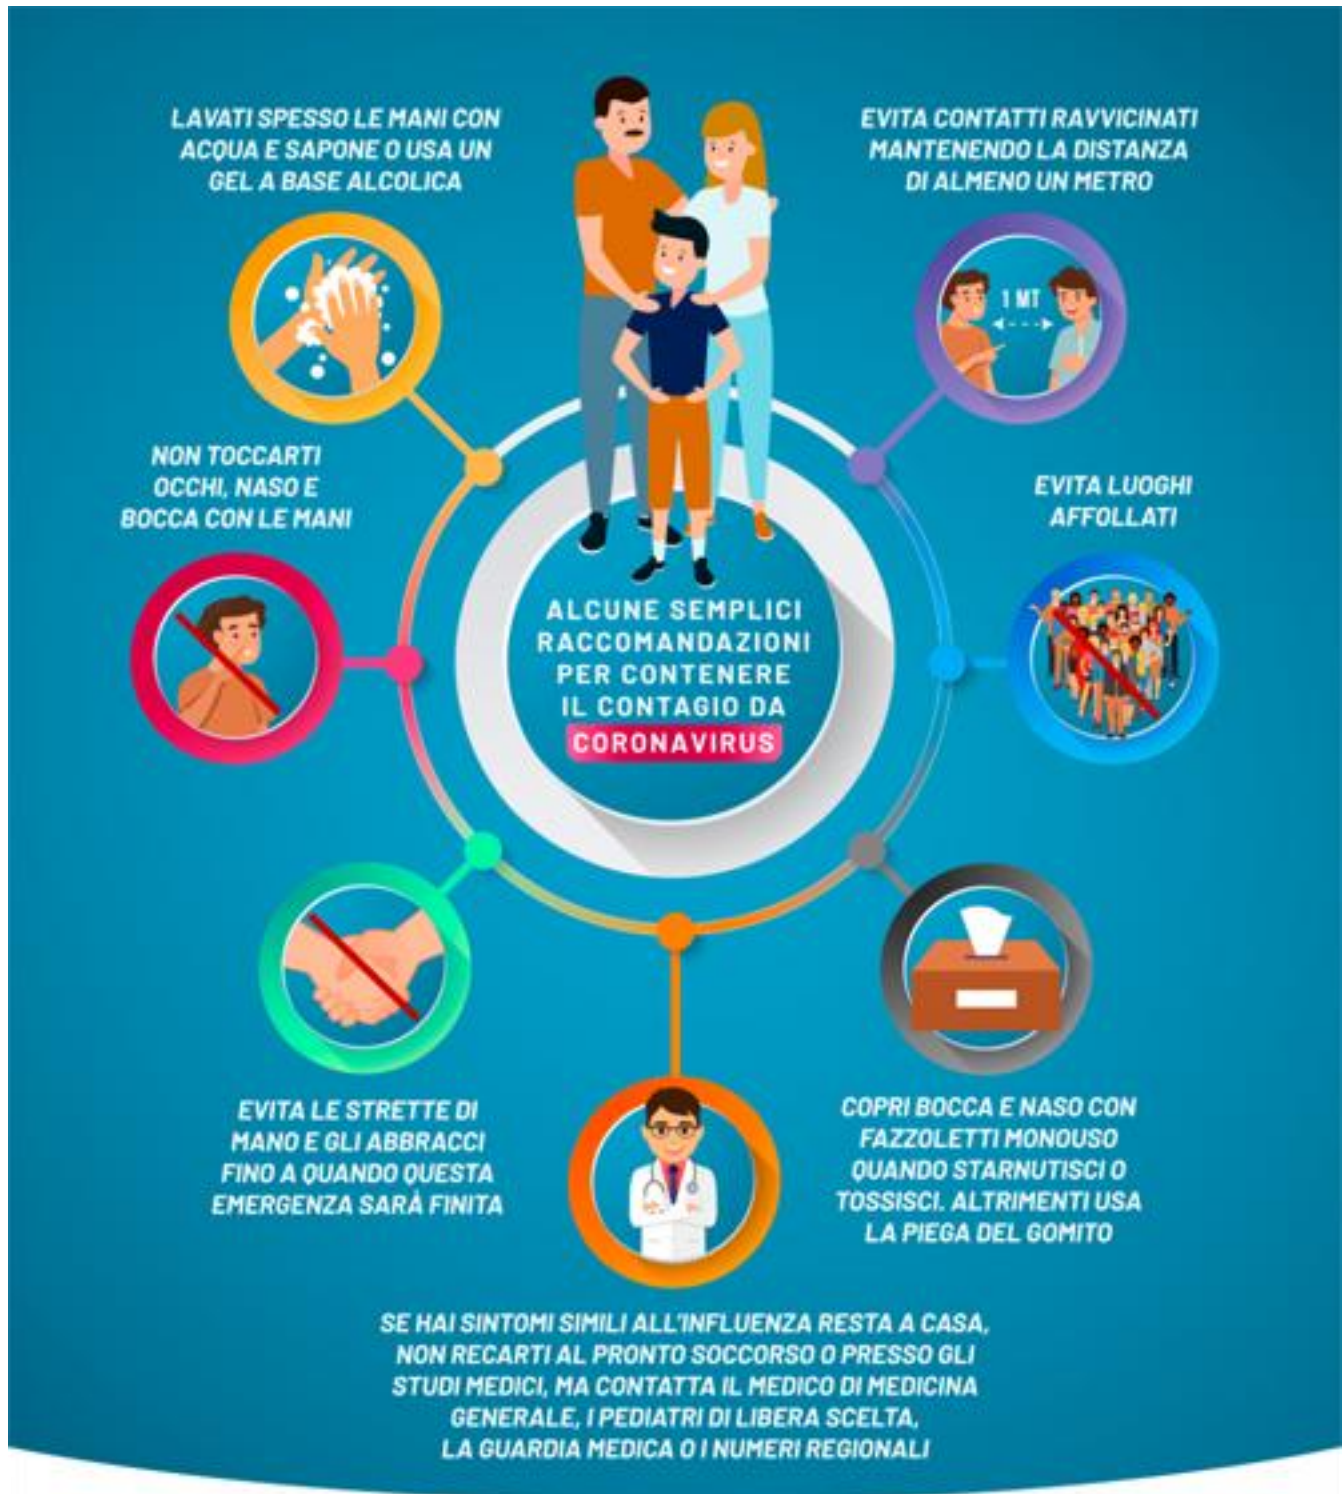 LAVATI SPESSO LE MANI CON
ACQUA E SAPONE O USA UN
GEL A BASE ALCOLICA
EVITA CONTATTI RAVVICINATI
MANTENENDO LA DISTANZA
DI ALMENO UN METRO
1 MT
NON TOCCARTI
OCCHI, NASO E
BOCCA CON LE MANI
EVITA LUOGHI
AFFOLLATI
ALCUNE SEMPLICI
RACCOMANDAZIONI
PER CONTENERE
IL CONTAGIO DA
CORONAVIRUS
EVITA LE STRETTE DI
MANO E GLI ABBRACCI
FINO A QUANDO QUESTA
EMERGENZA SARÀ FINITA
COPRI BOCCA E NASO CON
FAZZOLETTI MONOUSO
QUANDO STARNUTISCI O
TOSSISCI. ALTRIMENTI USA
LA PIEGA DEL GOMITO
SE HAI SINTOMI SIMILI ALL'INFLUENZA RESTA A CASA,
NON RECARTI AL PRONTO SOCCORSO O PRESSO GLI
STUDI MEDICI, MA CONTATTA IL MEDICO DI MEDICINA
GENERALE, I PEDIATRI DI LIBERA SCELTA,
LA GUARDIA MEDICA O I NUMERI REGIONALI